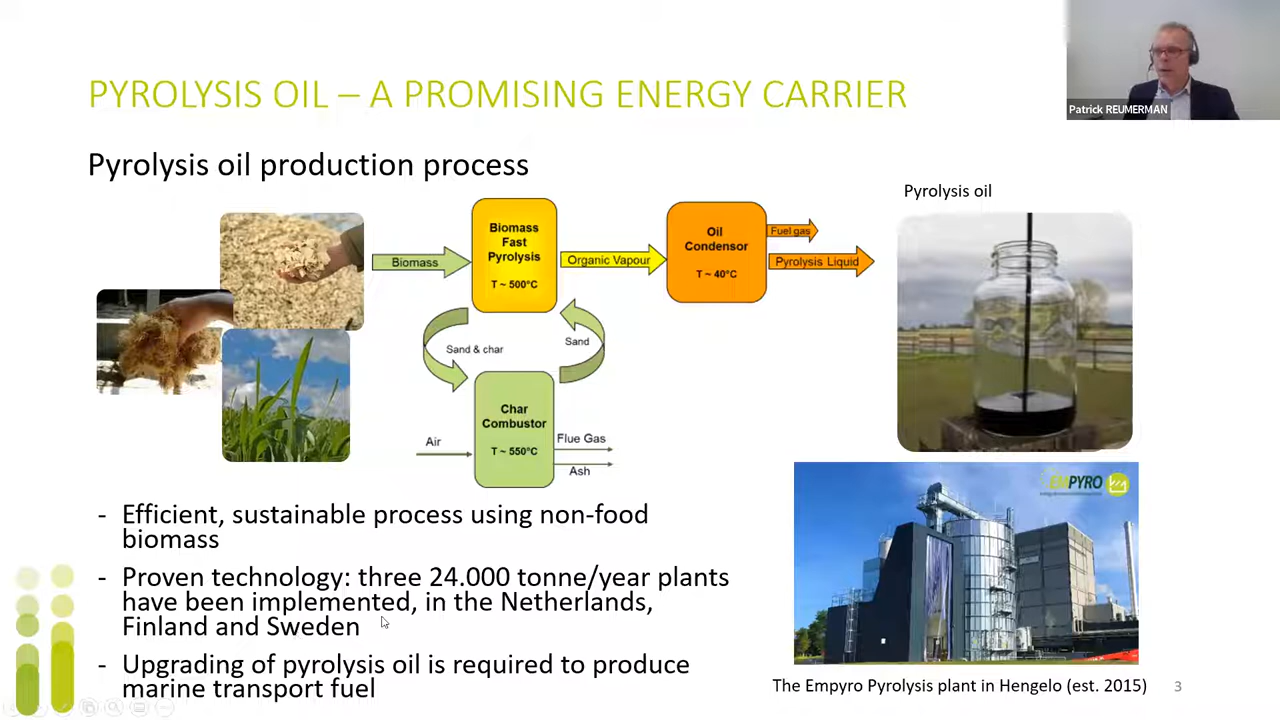 PYROLYSIS OIL – A PROMISING ENERGY CARRIER
Patrick REUMERMAN
Pyrolysis oil production process
Pyrolysis oil
Biomass
Biomass
Fast
Pyrolysis
T ~ 500°C
Organic Vapour
Oil
Condensor
T ~ 40°C
Fuel gas
Pyrolysis Liquid
Sand & char
Sand
Char
Combustor
T ~ 550°C
Air
Flue Gas
Ash
- Efficient, sustainable process using non-food
biomass
- Proven technology: three 24.000 tonne/year plants
have been implemented, in the Netherlands,
Finland and Sweden
- Upgrading of pyrolysis oil is required to produce
marine transport fuel
EMPYRO
The Empyro Pyrolysis plant in Hengelo (est. 2015)
3